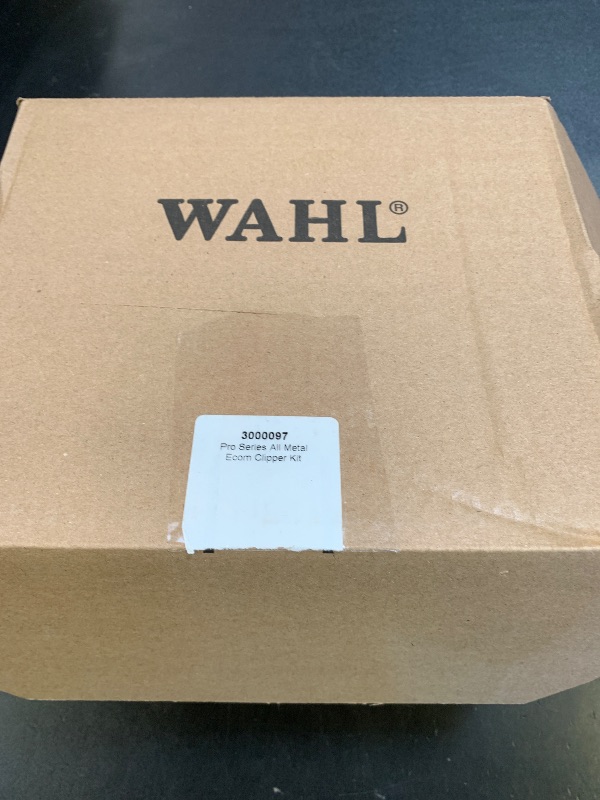 WAHL®
3000097
Pro Series All Metal
Ecom Clipper Kit